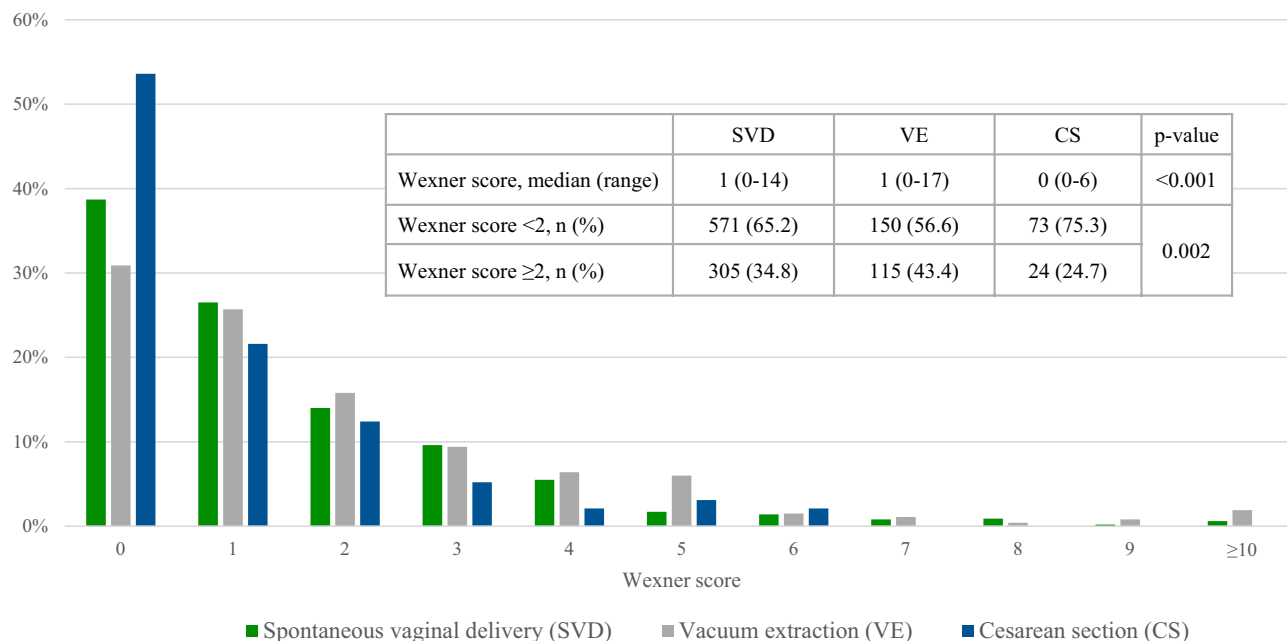 60%
50%
SVD VE CS p-value
Wexner score, median (range) 1 (0-14) 1 (0-17) 0 (0-6) <0.001
40%
Wexner score <2, n (%) 571 (65.2) 150 (56.6) 73 (75.3)
0.002
Wexner score ≥2, n (%) 305 (34.8) 115 (43.4) 24 (24.7)
30%
20%
10%
0%
0 1 2 3 4 5 6 7 8 9 ≥10
Wexner score
Spontaneous vaginal delivery (SVD) Vacuum extraction (VE) Cesarean section (CS)